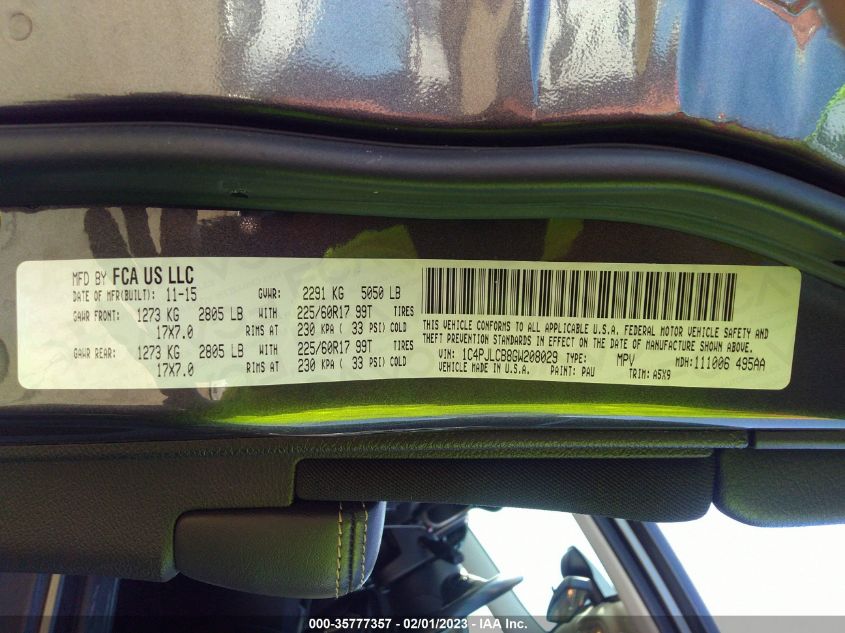 MFD BY FCA US LLC
DATE OF MFR(BUILT): 11-15 GVWR: 2291 KG 5050 LB
GAWR FRONT: 1273 KG 2805 LB WITH 225/60R17 99T TIRES
17X7.0 RIMS AT 230 KPA ( 33 PSI) COLD
GAWR REAR: 1273 KG 2805 LB WITH 225/60R17 99T TIRES
17X7.0 RIMS AT 230 KPA ( 33 PSI) COLD
THIS VEHICLE CONFORMS TO ALL APPLICABLE U.S.A. FEDERAL MOTOR VEHICLE SAFETY AND
THEFT PREVENTION STANDARDS IN EFFECT ON THE DATE OF MANUFACTURE SHOWN ABOVE.
VIN: 1C4PJLCB8GW208029 TYPE: MPV MDH: 111006 495AA
VEHICLE MADE IN U.S.A. PAINT: PAU TRIM: A5X9
000-35777357 - 02/01/2023 - IAA Inc.